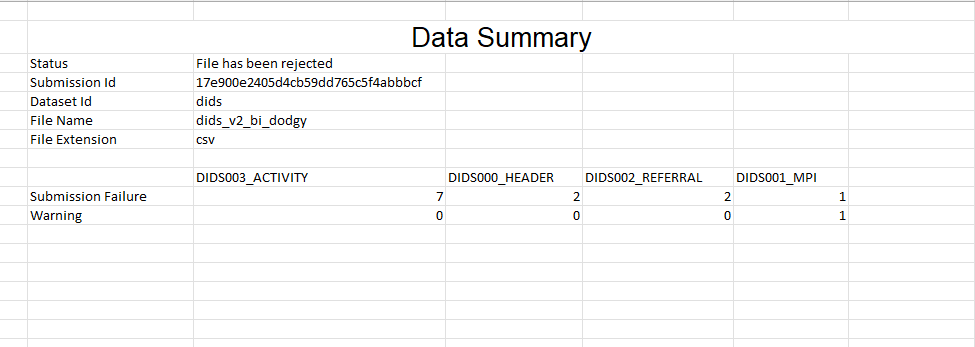 Data Summary
Status File has been rejected
Submission Id 17e900e2405d4cb59dd765c5f4abbbcf
Dataset Id dids
File Name dids_v2_bi_dodgy
File Extension csv
DIDS003_ACTIVITY DIDS000_HEADER DIDS002_REFERRAL DIDS001_MPI
Submission Failure 7 2 2 1
Warning 0 0 0 1